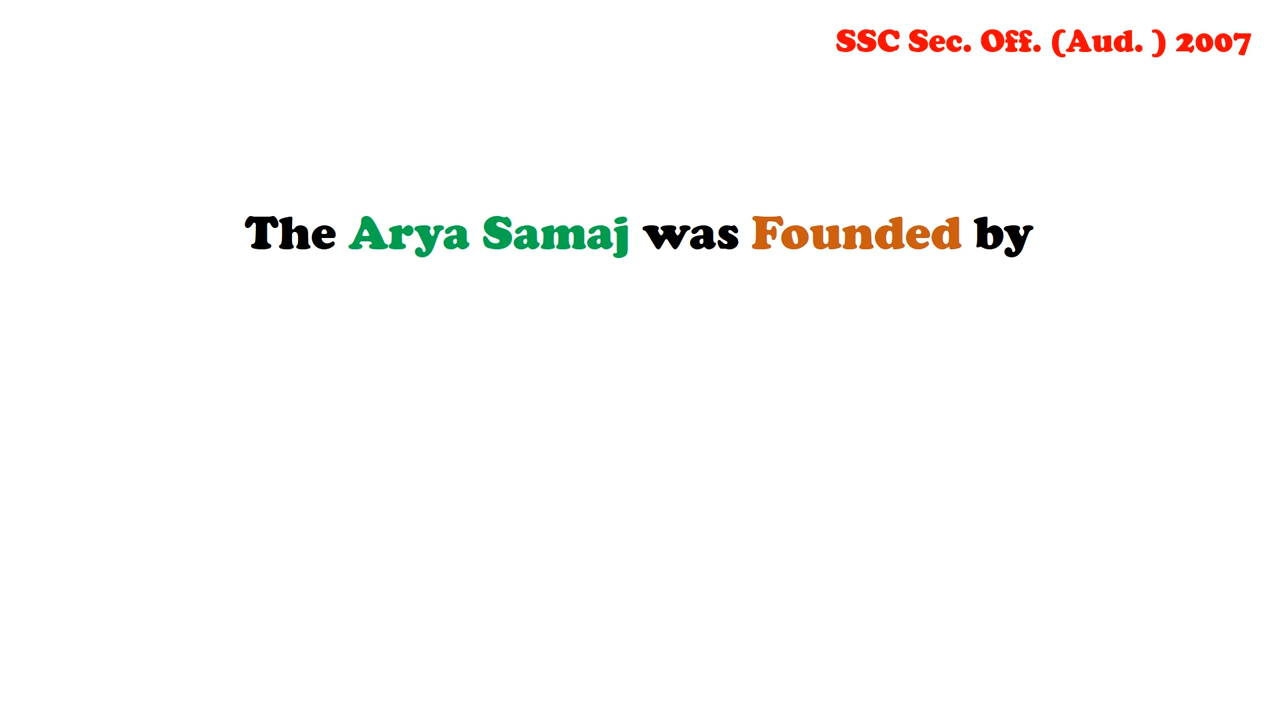 SSC Sec. Off. (Aud. ) 2007
The Arya Samaj was Founded by